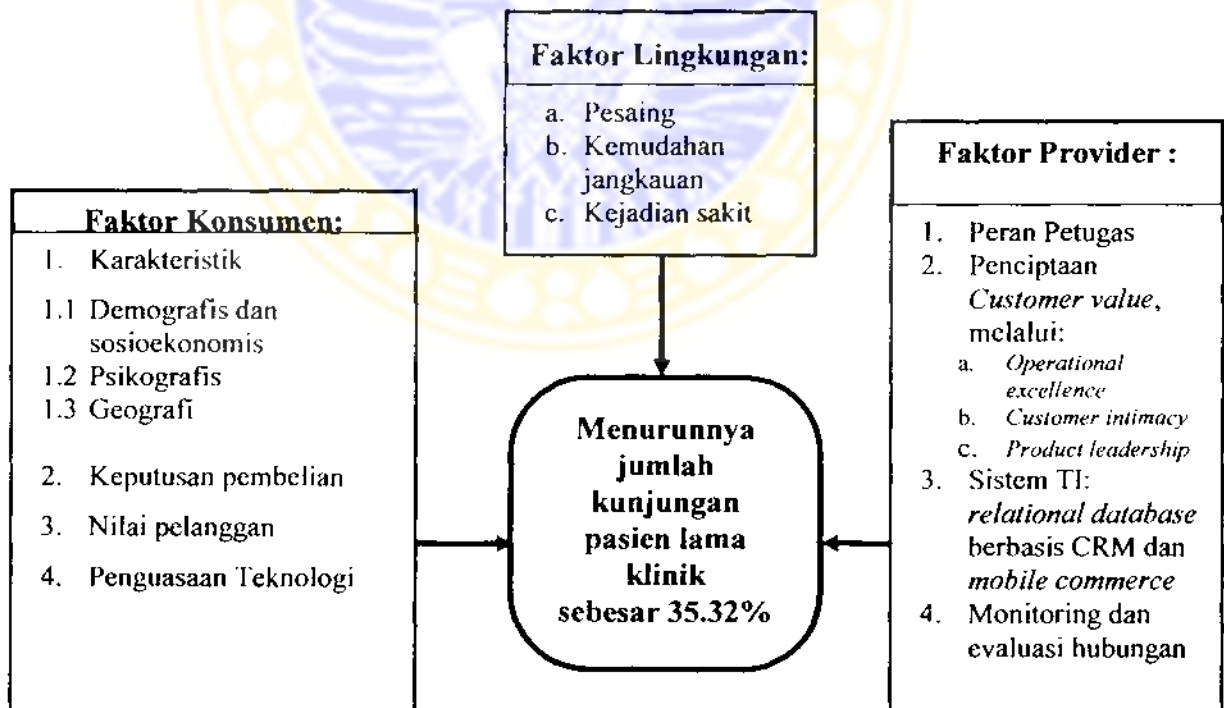 Faktor Lingkungan:
a. Pesaing
b. Kemudahan
jangkauan
c. Kejadian sakit
Faktor Konsumen:
1. Karakteristik
1.1 Demografis dan
sosioekonomis
1.2 Psikografis
1.3 Geografi
2. Keputusan pembelian
3. Nilai pelanggan
4. Penguasaan Teknologi
Menurunnya
jumlah
kunjungan
pasien lama
klinik
sebesar 35.32%
Faktor Provider :
1. Peran Petugas
2. Penciptaan
Customer value,
melalui:
a. Operational
excellence
b. Customer intimacy
c. Product leadership
3. Sistem TI:
relational database
berbasis CRM dan
mobile commerce
4. Monitoring dan
evaluasi hubungan